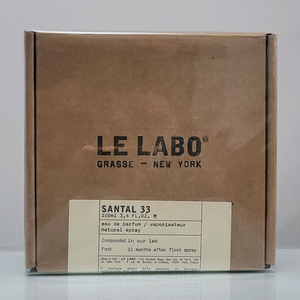 LE LABO®
GRASSE – NEW YORK
SANTAL 33
100ml 3,4 fl.oz. ℮
eau de parfum / vaporisateur
natural spray
Compounded in our lab
Fresh 12 months after first spray